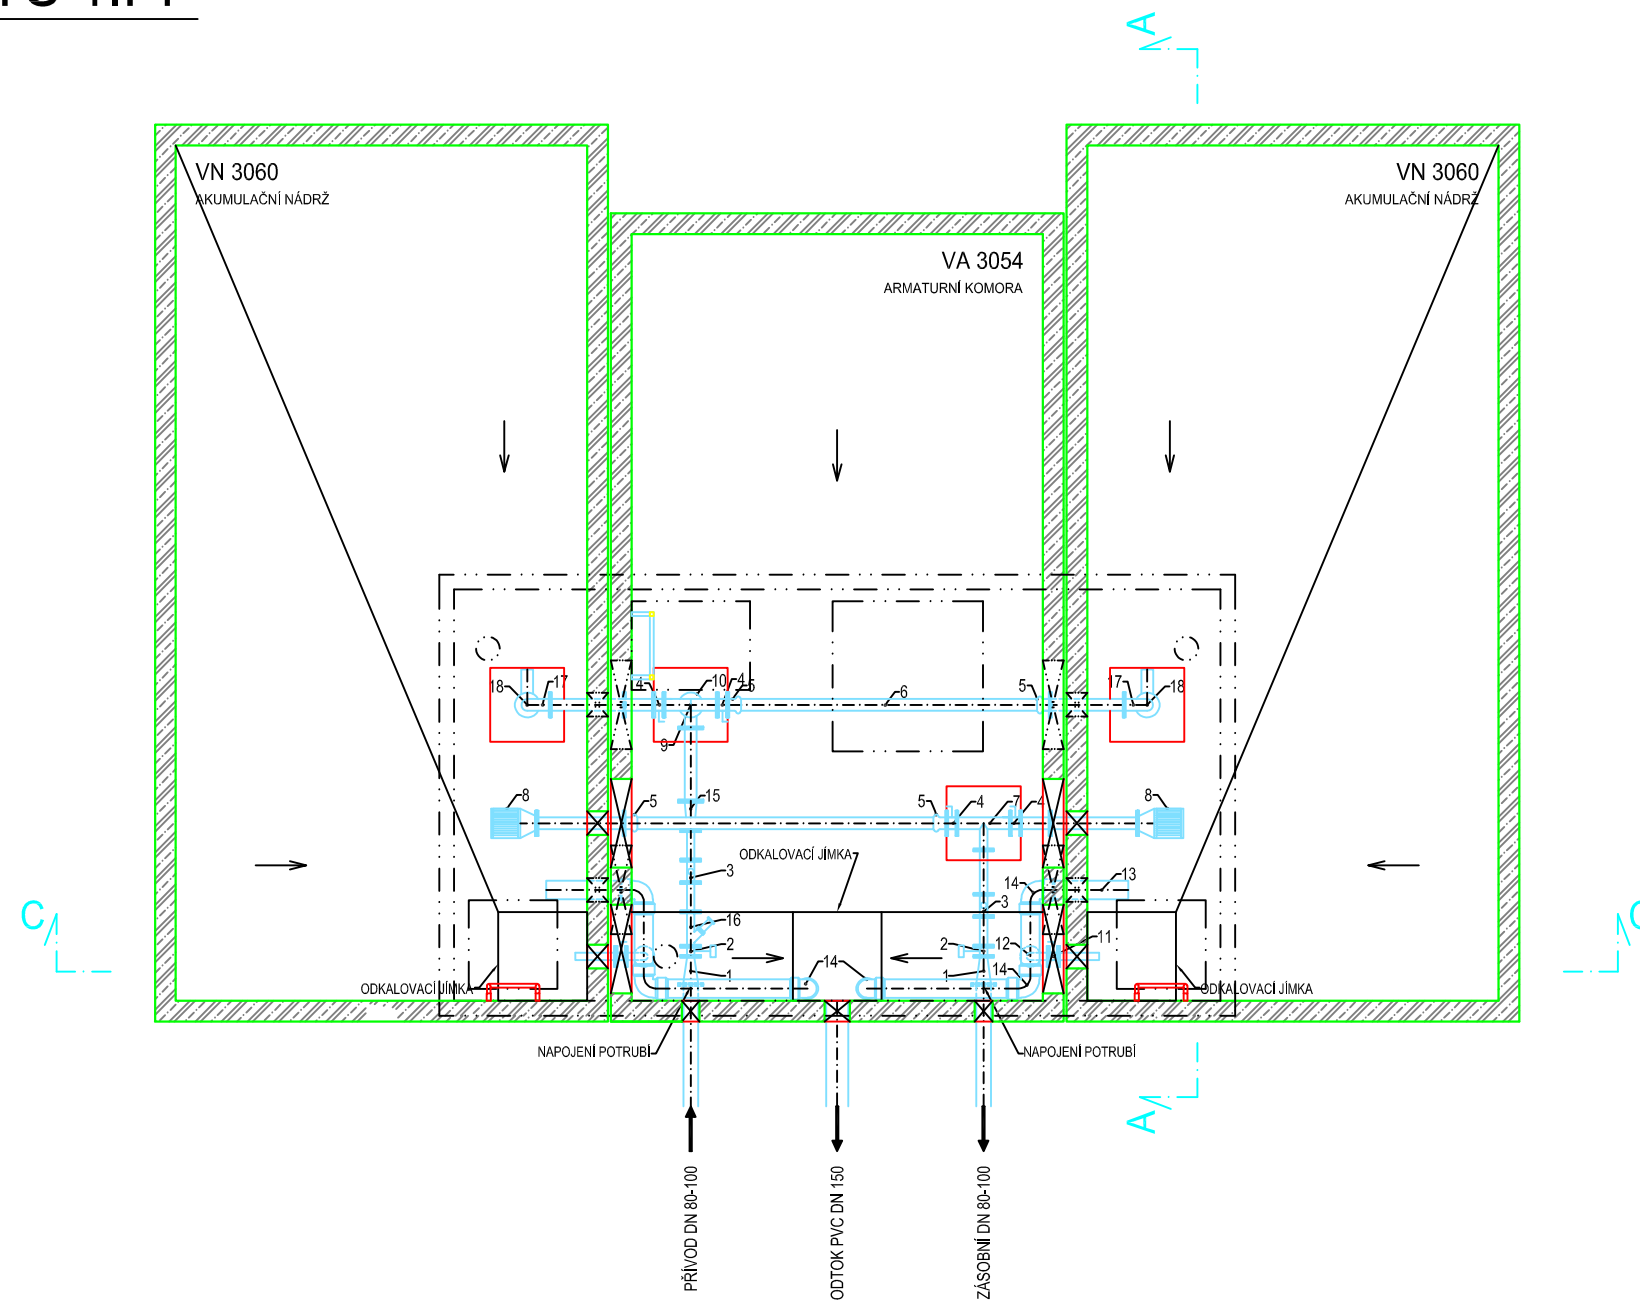 A
VN 3060
AKUMULAČNÍ NÁDRŽ
VN 3060
AKUMULAČNÍ NÁDRŽ
VA 3054
ARMATURNÍ KOMORA
18
17
4
10
4
5
6
5
17
18
9
8
5
15
5
4
7
4
8
ODKALOVACÍ JÍMKA
3
14
13
3
16
2
2
12
11
1
14
1
14
ODKALOVACÍ JÍMKA
ODKALOVACÍ JÍMKA
C
C
NAPOJENÍ POTRUBÍ
NAPOJENÍ POTRUBÍ
A
PŘÍVOD DN 80-100
ODTOK PVC DN 150
ZÁSOBNÍ DN 80-100